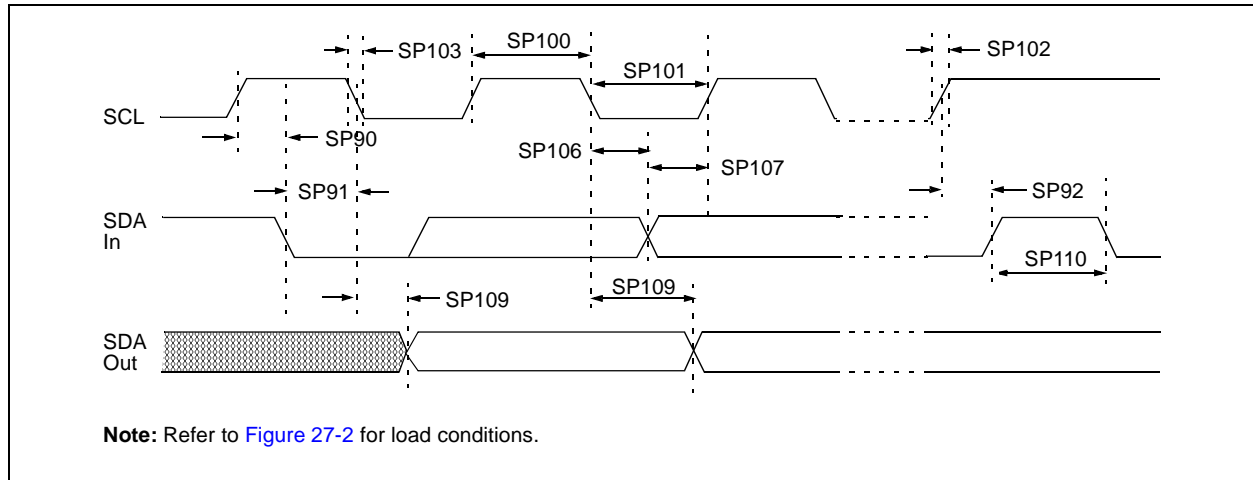 SP103
SP100
SP102
SP101
SCL
SP90
SP106
SP107
SP91
SP92
SDA
In
SP110
SP109
SP109
SDA
Out
Note: Refer to Figure 27-2 for load conditions.